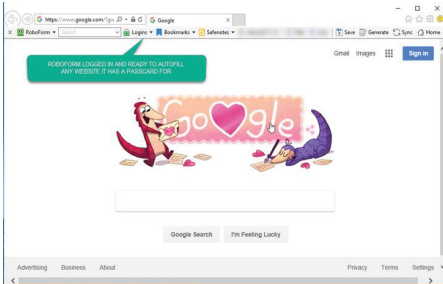 https://www.google.com/?gw
Google
RoboForm
Search
Logins
Bookmarks
Safenotes
Save
Generate
Sync
Home
ROBOFORM LOGGED IN AND READY TO AUTOFILL
ANY WEBSITE IT HAS A PASSCARD FOR
Gmail Images
Sign in
Google
Google Search I'm Feeling Lucky
Advertising Business About
Privacy Terms Settings